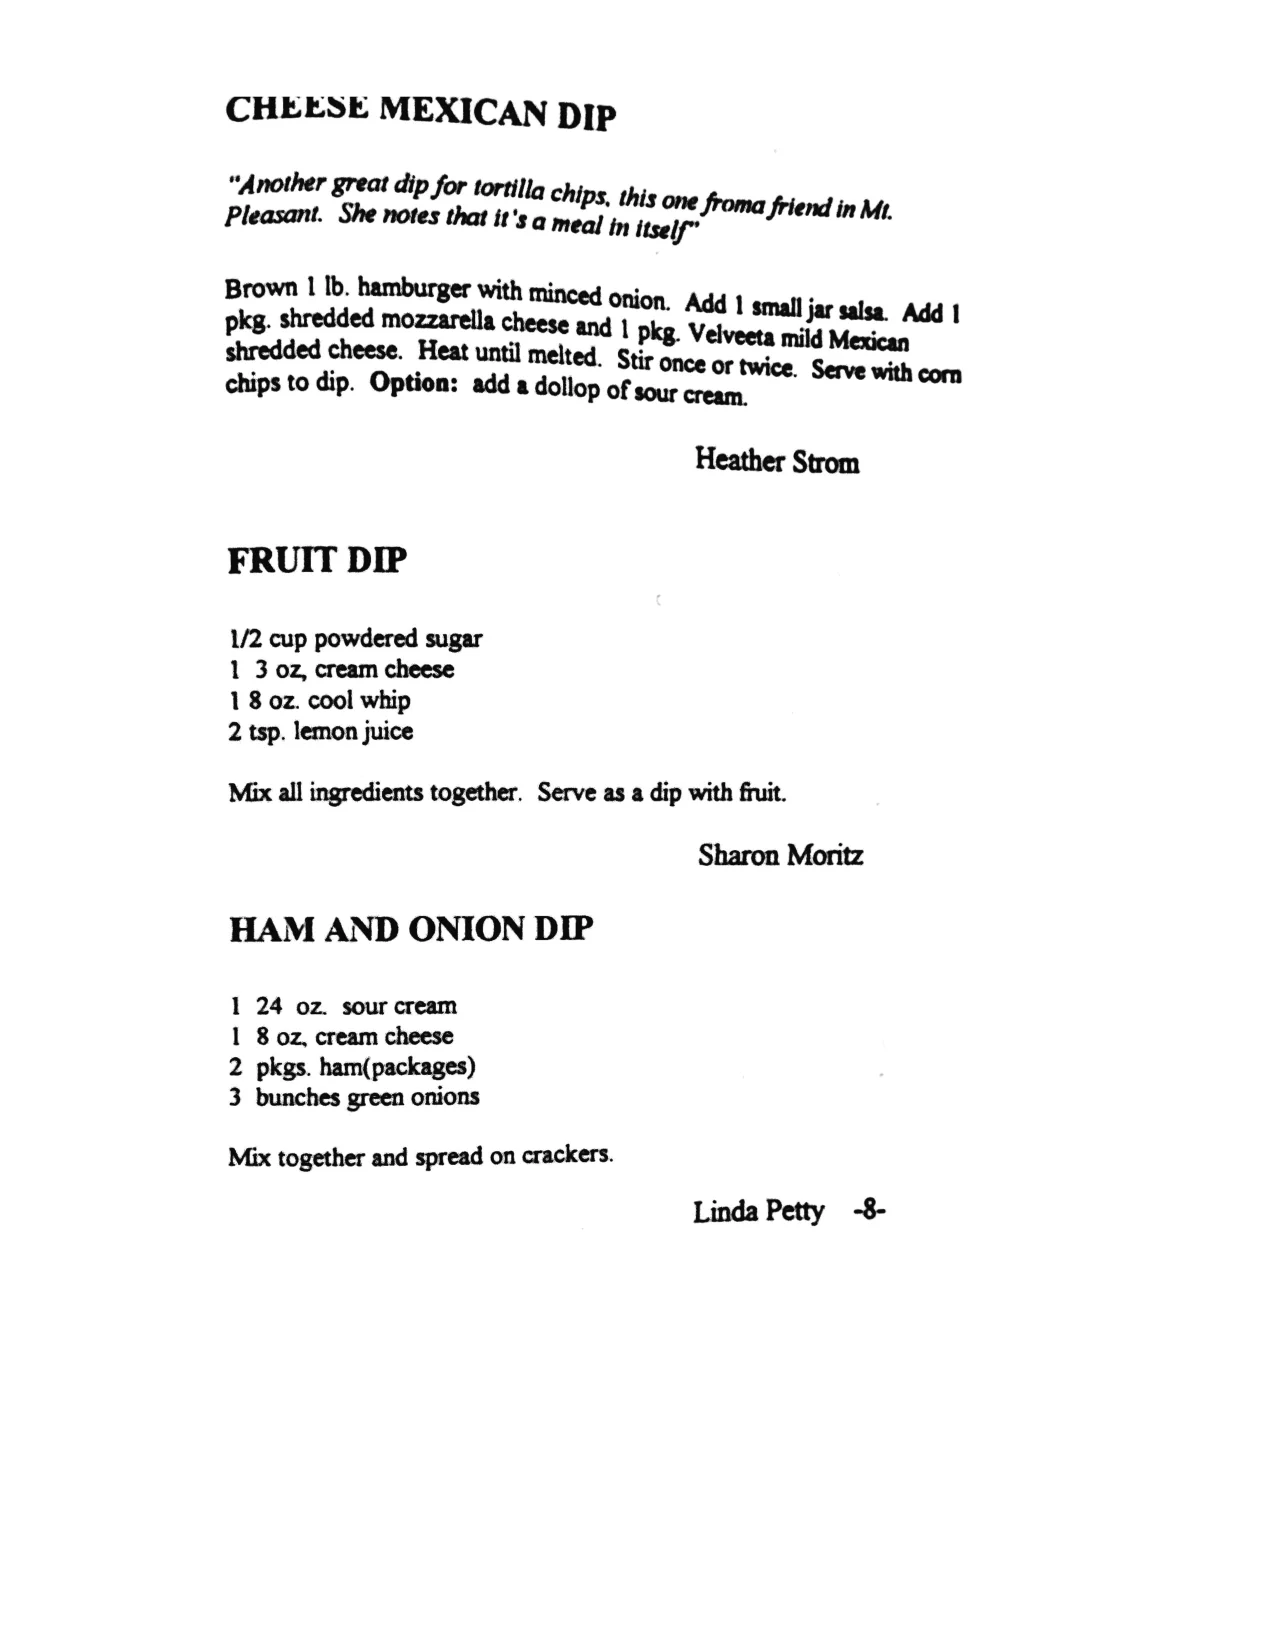 CHEESE MEXICAN DIP
"Another great dip for tortilla chips, this one froma friend in Mt.
Pleasant. She notes that it's a meal in itself"
Brown 1 lb. hamburger with minced onion. Add 1 small jar salsa. Add 1
pkg. shredded mozzarella cheese and 1 pkg. Velveeta mild Mexican
shredded cheese. Heat until melted. Stir once or twice. Serve with corn
chips to dip. Option: add a dollop of sour cream.
Heather Strom
FRUIT DIP
1/2 cup powdered sugar
1 3 oz, cream cheese
1 8 oz. cool whip
2 tsp. lemon juice
Mix all ingredients together. Serve as a dip with fruit.
Sharon Moritz
HAM AND ONION DIP
1 24 oz. sour cream
1 8 oz, cream cheese
2 pkgs. ham(packages)
3 bunches green onions
Mix together and spread on crackers.
Linda Petty -8-